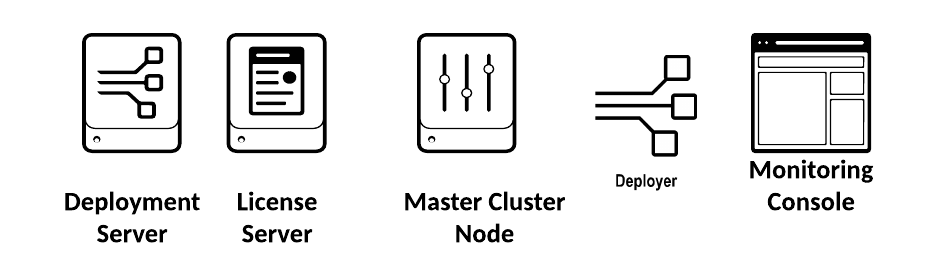 Deployment
Server
License
Server
Master Cluster
Node
Deployer
Monitoring
Console